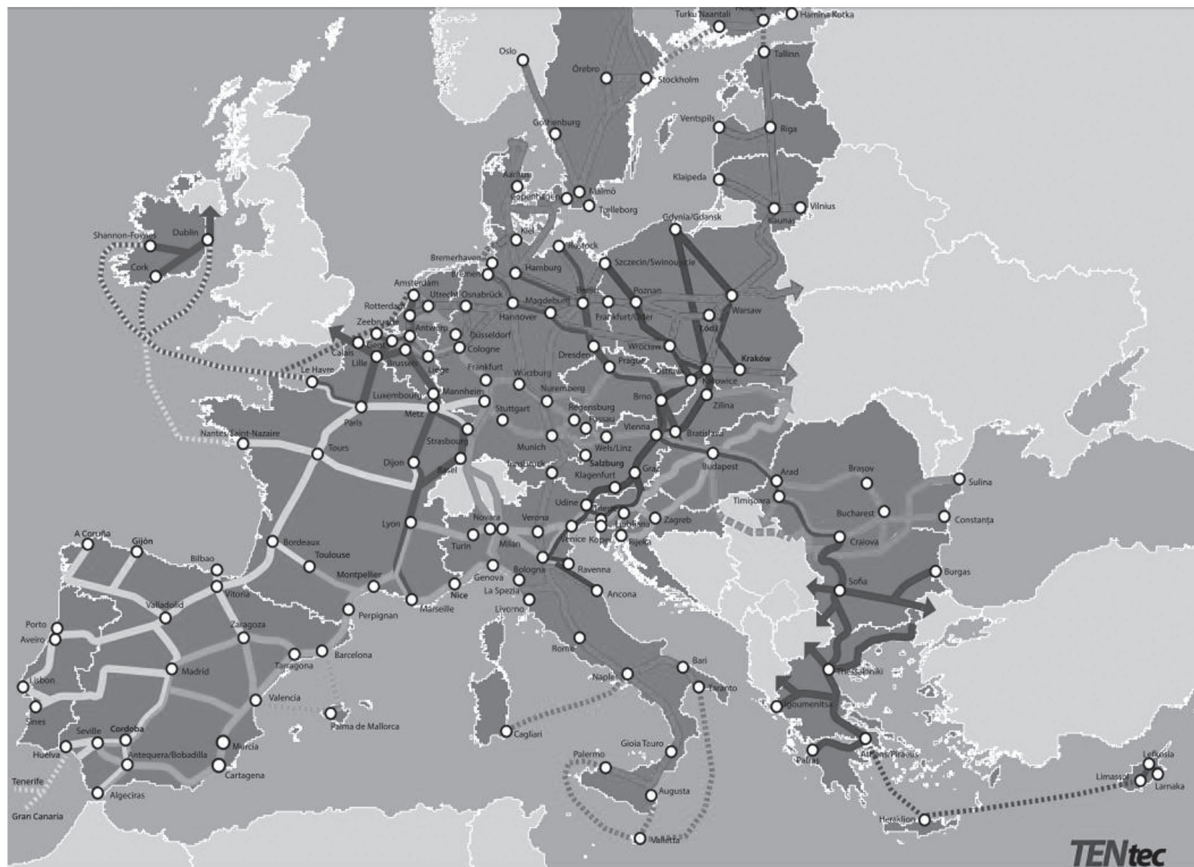 Turku Naantali
Hamina Kotka
Oslo
Tallinn
Örebro
Stockholm
Gothenburg
Ventspils
Riga
Klaipeda
Aarhus
Copenhagen
Malmö
Trelleborg
Kaunas
Vilnius
Gdynia/Gdansk
Shannon-Foynes
Dublin
Cork
Kiel
Rostock
Bremerhaven
Bremen
Hamburg
Szczecin/Swinoujscie
Amsterdam
Rotterdam
Utrecht
Osnabrück
Hannover
Magdeburg
Berlin
Frankfurt/Oder
Poznan
Warsaw
Łódź
Zeebrugge
Antwerp
Düsseldorf
Cologne
Calais
Gent
Lille
Brussels
Liège
Dresden
Wrocław
Prague
Ostrava
Katowice
Kraków
Le Havre
Frankfurt
Würzburg
Luxembourg
Mannheim
Nuremberg
Brno
Zilina
Paris
Metz
Stuttgart
Regensburg
Passau
Nantes/Saint-Nazaire
Tours
Strasbourg
Munich
Wels/Linz
Vienna
Bratislava
Dijon
Basel
Innsbruck
Salzburg
Klagenfurt
Graz
Budapest
Arad
Brașov
Sulina
Timișoara
Lyon
Novara
Verona
Udine
Trieste
Ljubljana
Zagreb
Bucharest
Constanța
Turin
Milan
Venice
Koper
Rijeka
Craiova
A Coruña
Gijón
Bilbao
Bordeaux
Toulouse
Montpellier
Genova
Bologna
Ravenna
Sofia
Burgas
Vitoria
Nice
La Spezia
Ancona
Valladolid
Marseille
Livorno
Perpignan
Porto
Aveiro
Zaragoza
Barcelona
Rome
Madrid
Tarragona
Naples
Bari
Thessaloniki
Lisbon
Taranto
Sines
Valencia
Palma de Mallorca
Igoumenitsa
Cagliari
Seville
Cordoba
Huelva
Antequera/Bobadilla
Murcia
Gioia Tauro
Patras
Athens/Piraeus
Palermo
Lefkosia
Cartagena
Tenerife
Limassol
Larnaka
Algeciras
Augusta
Gran Canaria
Heraklion
Valletta
TENtec